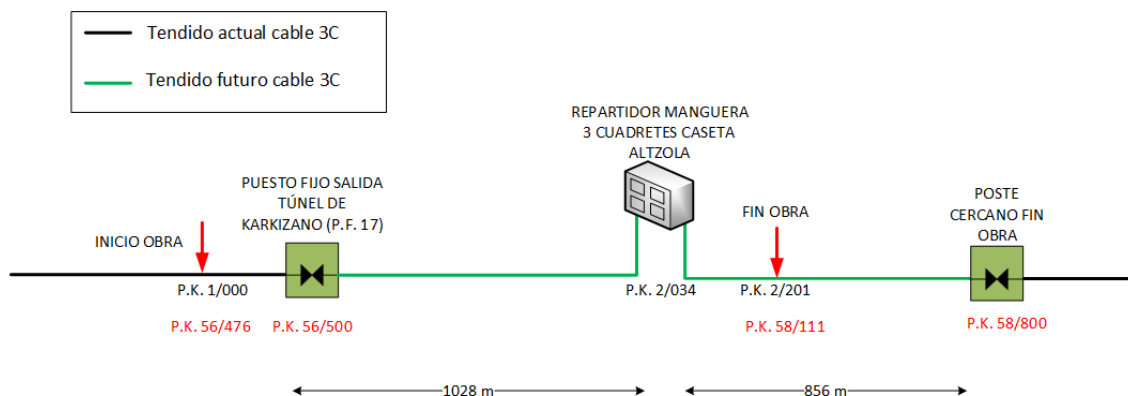 Tendido actual cable 3C
Tendido futuro cable 3C
REPARTIDOR MANGUERA
3 CUADRETES CASETA
ALTZOLA
PUESTO FIJO SALIDA
TÚNEL DE
KARKIZANO (P.F. 17)
INICIO OBRA
FIN OBRA
POSTE
CERCANO FIN
OBRA
P.K. 1/000
P.K. 2/034
P.K. 2/201
P.K. 56/476
P.K. 56/500
P.K. 58/111
P.K. 58/800
1028 m
856 m